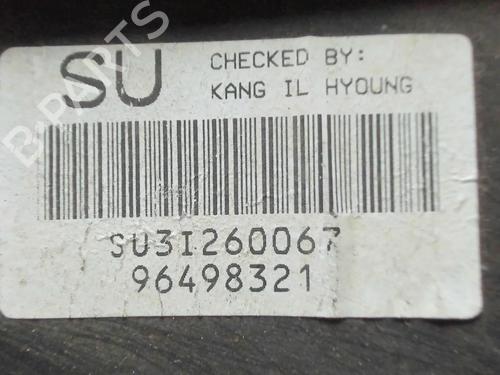 SU
CHECKED BY:
KANG IL HYOUNG
SU3I260067
96498321
B-PARTS